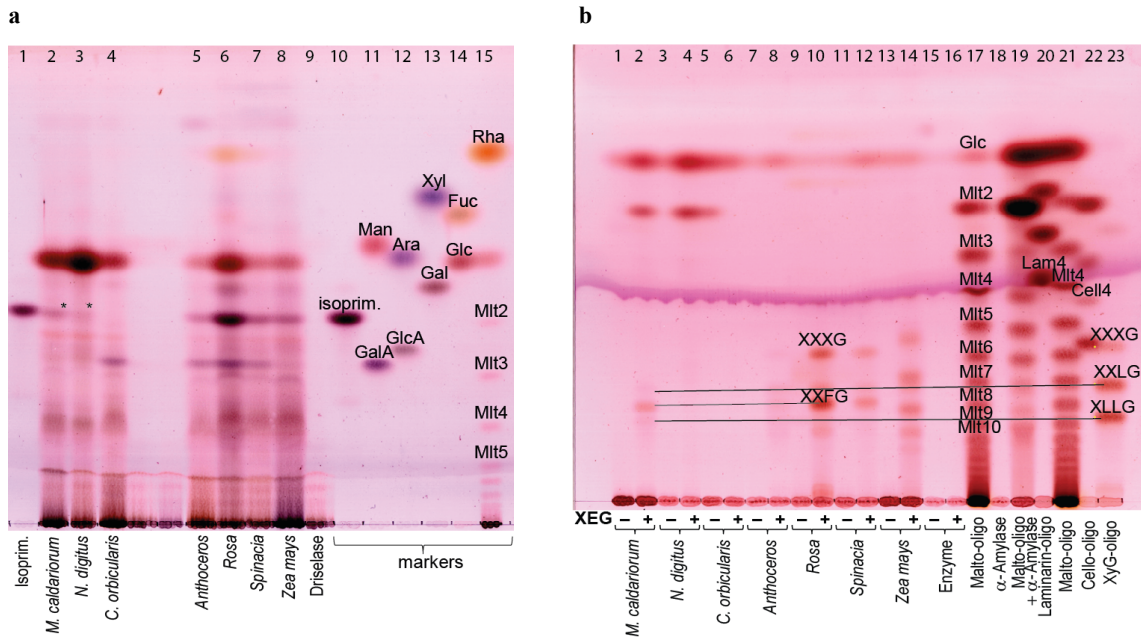 a
1 2 3 4 5 6 7 8 9 10 11 12 13 14 15
Rha
Xyl
Fuc
Man
Ara
Glc
Gal
* *
isoprim.
Mlt2
GlcA
GalA
Mlt3
Mlt4
Mlt5
Isoprim.
M. caldariorum
N. digitus
C. orbicularis
Anthoceros
Rosa
Spinacia
Zea mays
Driselase
markers
b
1 2 3 4 5 6 7 8 9 10 11 12 13 14 15 16 17 18 19 20 21 22 23
Glc
Mlt2
Mlt3
Lam4
Mlt4
Mlt4
Cell4
Mlt5
XXXG
Mlt6
XXXG
Mlt7
XXLG
XXFG
Mlt8
Mlt9
XLLG
Mlt10
XEG – + – + – + – + – + – + – + – +
M. caldariorum
N. digitus
C. orbicularis
Anthoceros
Rosa
Spinacia
Zea mays
Enzyme
Malto-oligo
α- Amylase
Malto-oligo
+ α-Amylase
Laminarin-oligo
Malto-oligo
Cello-oligo
XyG-oligo